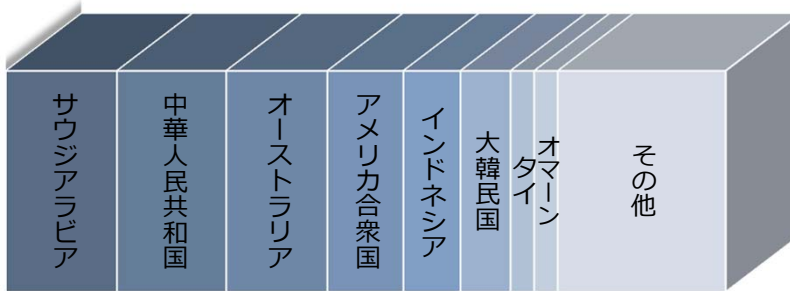 サウジアラビア
中華人民共和国
オーストラリア
アメリカ合衆国
インドネシア
大韓民国
タイ
オマーン
その他